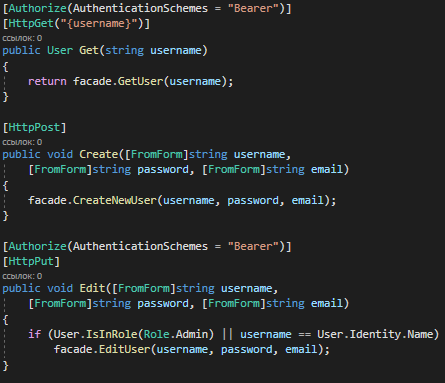 [Authorize(AuthenticationSchemes = "Bearer")]
[HttpGet("{username}")]
ссылок: 0
public User Get(string username)
{
    return facade.GetUser(username);
}
[HttpPost]
ссылок: 0
public void Create([FromForm]string username,
    [FromForm]string password, [FromForm]string email)
{
    facade.CreateNewUser(username, password, email);
}
[Authorize(AuthenticationSchemes = "Bearer")]
[HttpPut]
ссылок: 0
public void Edit([FromForm]string username,
    [FromForm]string password, [FromForm]string email)
{
    if (User.IsInRole(Role.Admin) || username == User.Identity.Name)
        facade.EditUser(username, password, email);
}